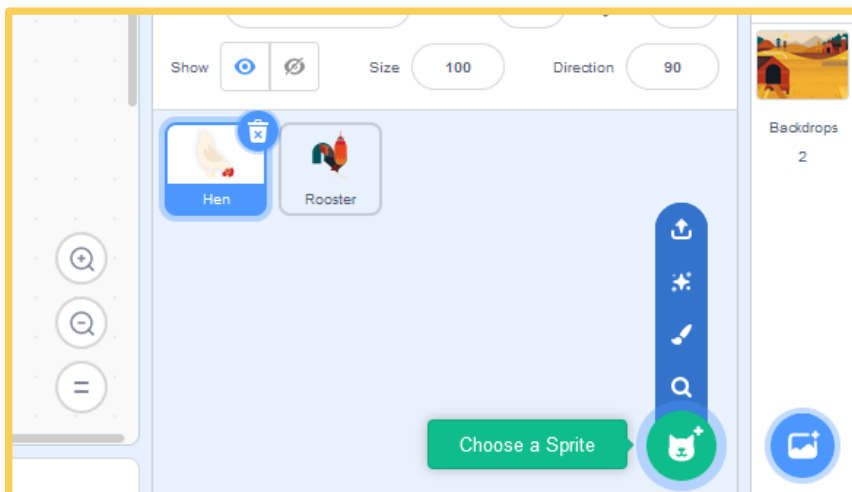 Show
Size
100
Direction
90
Backdrops
2
Hen
Rooster
Choose a Sprite